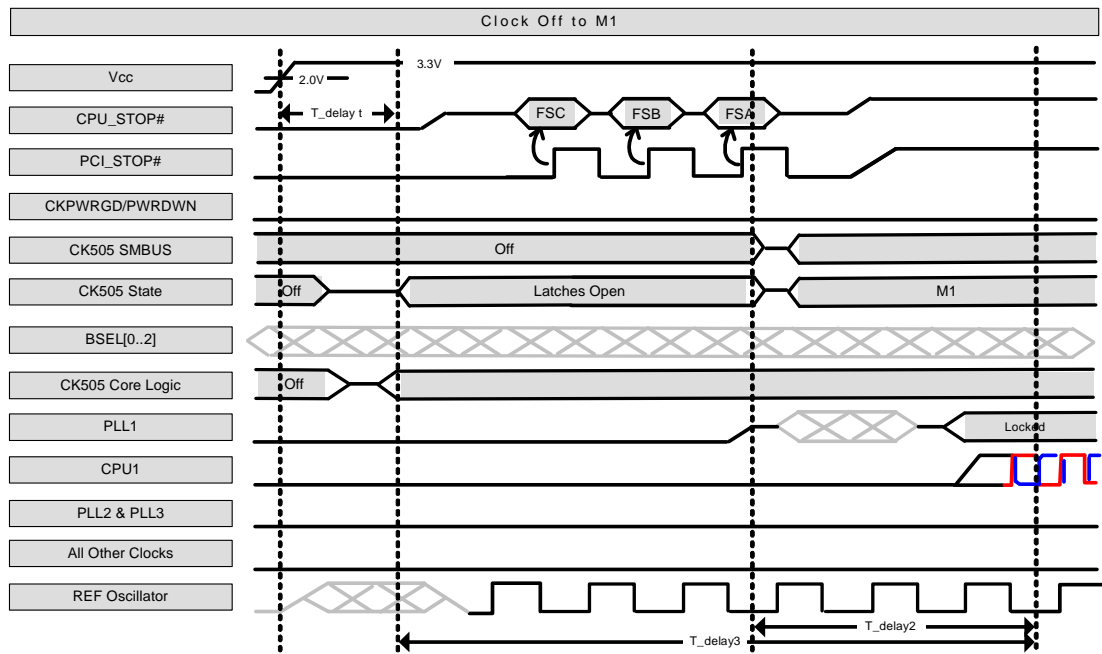 Clock Off to M1
Vcc
2.0V
3.3V
T_delay t
CPU_STOP#
FSC
FSB
FSA
PCI_STOP#
CKPWRGD/PWRDWN
CK505 SMBUS
Off
CK505 State
Off
Latches Open
M1
BSEL[0..2]
CK505 Core Logic
Off
PLL1
Locked
CPU1
PLL2 & PLL3
All Other Clocks
REF Oscillator
T_delay2
T_delay3